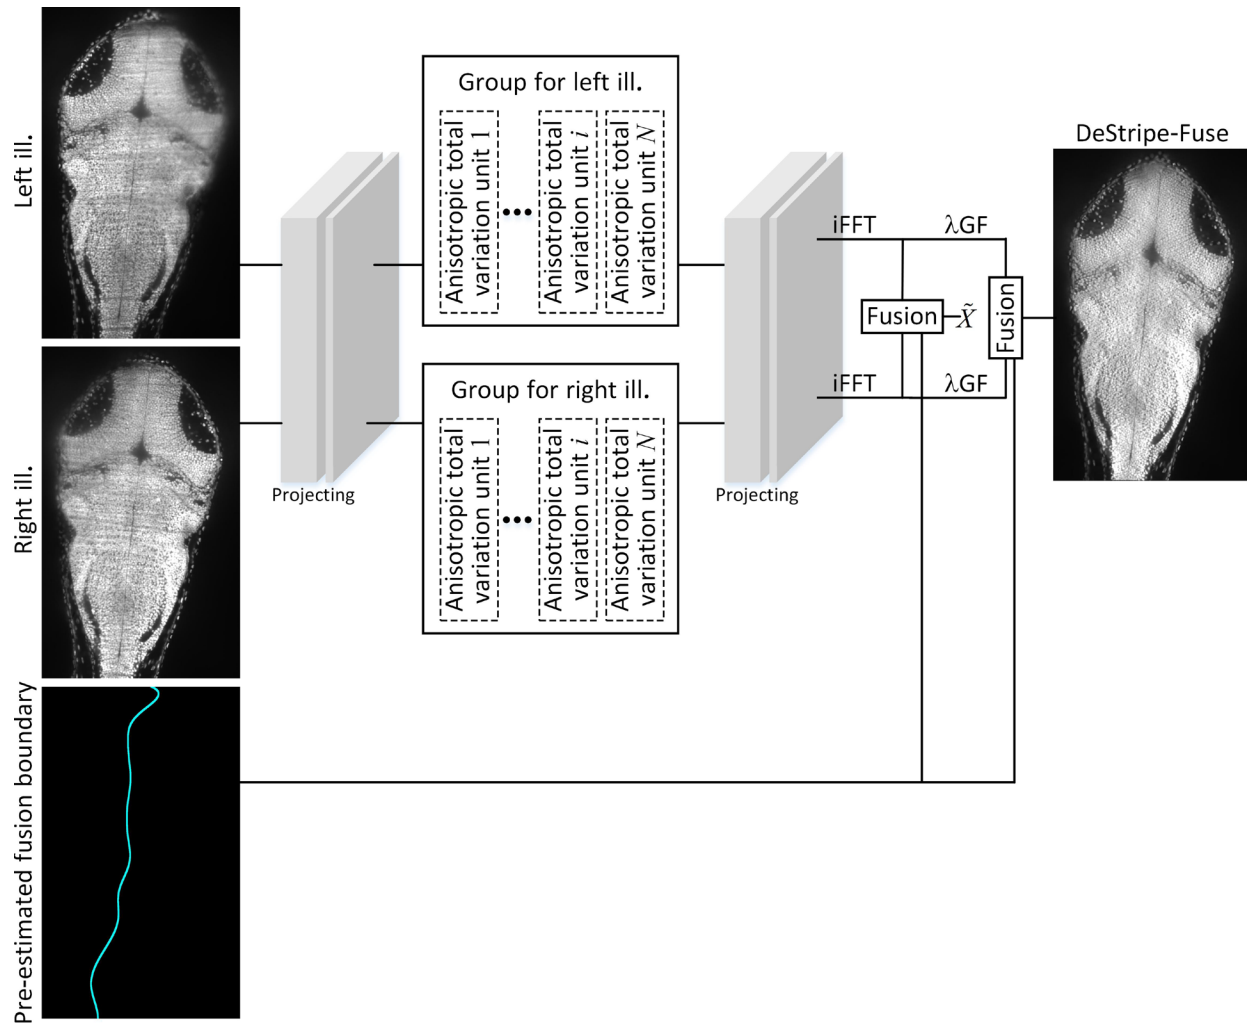 Left ill.
Right ill.
Pre-estimated fusion boundary
Projecting
Group for left ill.
Anisotropic total
variation unit 1
•••
Anisotropic total
variation unit i
Anisotropic total
variation unit N
Group for right ill.
Anisotropic total
variation unit 1
•••
Anisotropic total
variation unit i
Anisotropic total
variation unit N
Projecting
iFFT
λGF
Fusion
X̃
Fusion
iFFT
λGF
DeStripe-Fuse